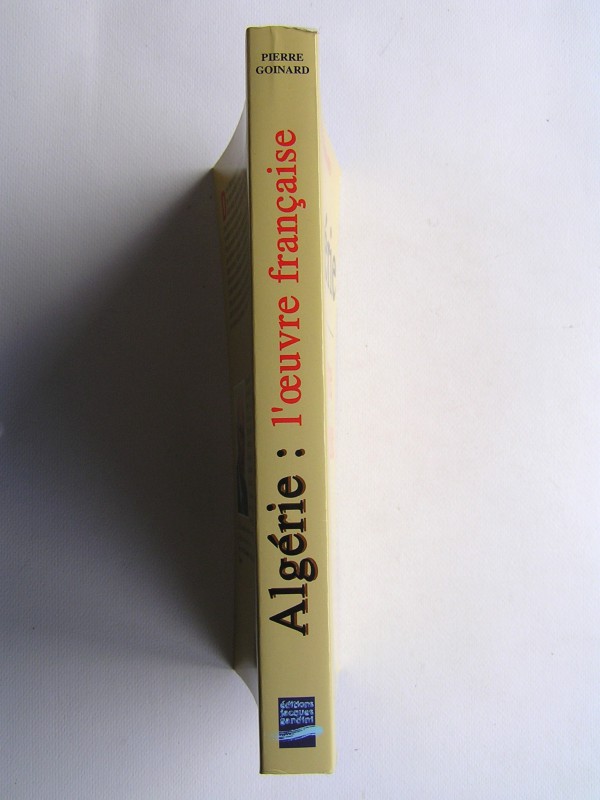 PIERRE
GOINARD
Algérie : l'œuvre française
éditions
jacques
gandini